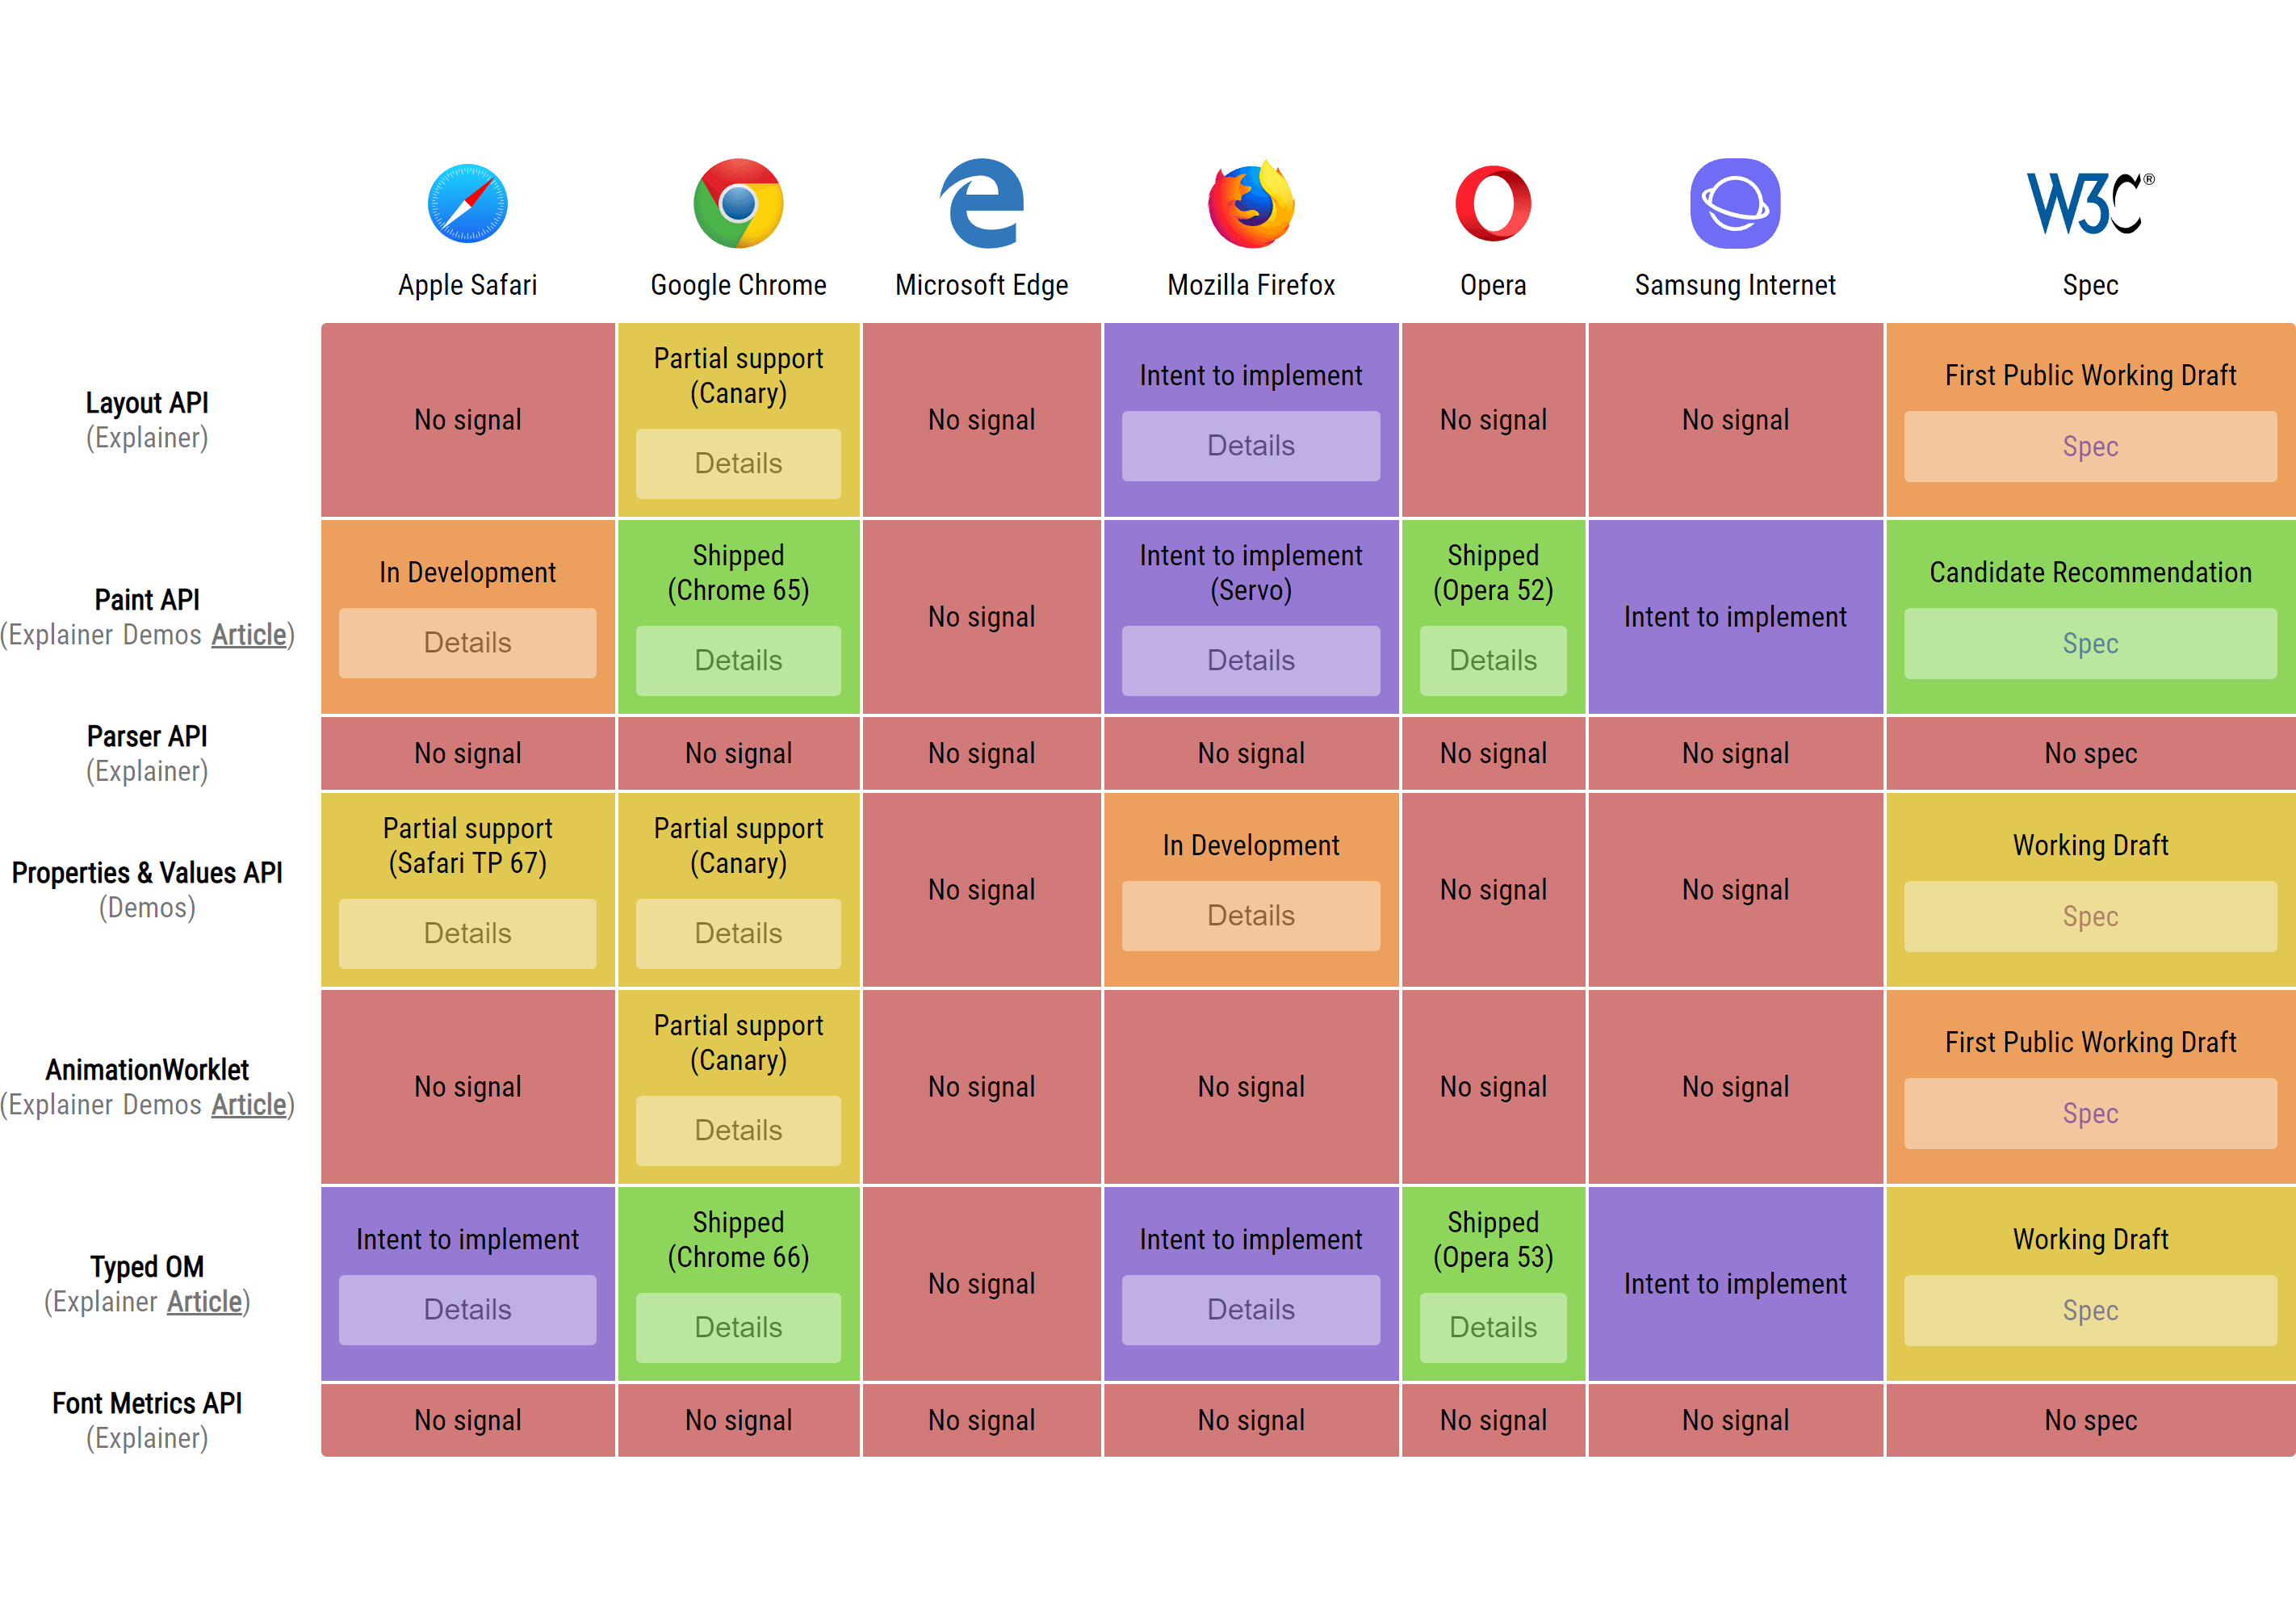 W3C®
Apple Safari
Google Chrome
Microsoft Edge
Mozilla Firefox
Opera
Samsung Internet
Spec
Layout API
(Explainer)
No signal
Partial support
(Canary)
Details
No signal
Intent to implement
Details
No signal
No signal
First Public Working Draft
Spec
Paint API
(Explainer Demos Article)
In Development
Details
Shipped
(Chrome 65)
Details
No signal
Intent to implement
(Servo)
Details
Shipped
(Opera 52)
Details
Intent to implement
Candidate Recommendation
Spec
Parser API
(Explainer)
No signal
No signal
No signal
No signal
No signal
No signal
No spec
Properties & Values API
(Demos)
Partial support
(Safari TP 67)
Details
Partial support
(Canary)
Details
No signal
In Development
Details
No signal
No signal
Working Draft
Spec
AnimationWorklet
(Explainer Demos Article)
No signal
Partial support
(Canary)
Details
No signal
No signal
No signal
No signal
First Public Working Draft
Spec
Typed OM
(Explainer Article)
Intent to implement
Details
Shipped
(Chrome 66)
Details
No signal
Intent to implement
Details
Shipped
(Opera 53)
Details
Intent to implement
Working Draft
Spec
Font Metrics API
(Explainer)
No signal
No signal
No signal
No signal
No signal
No signal
No spec